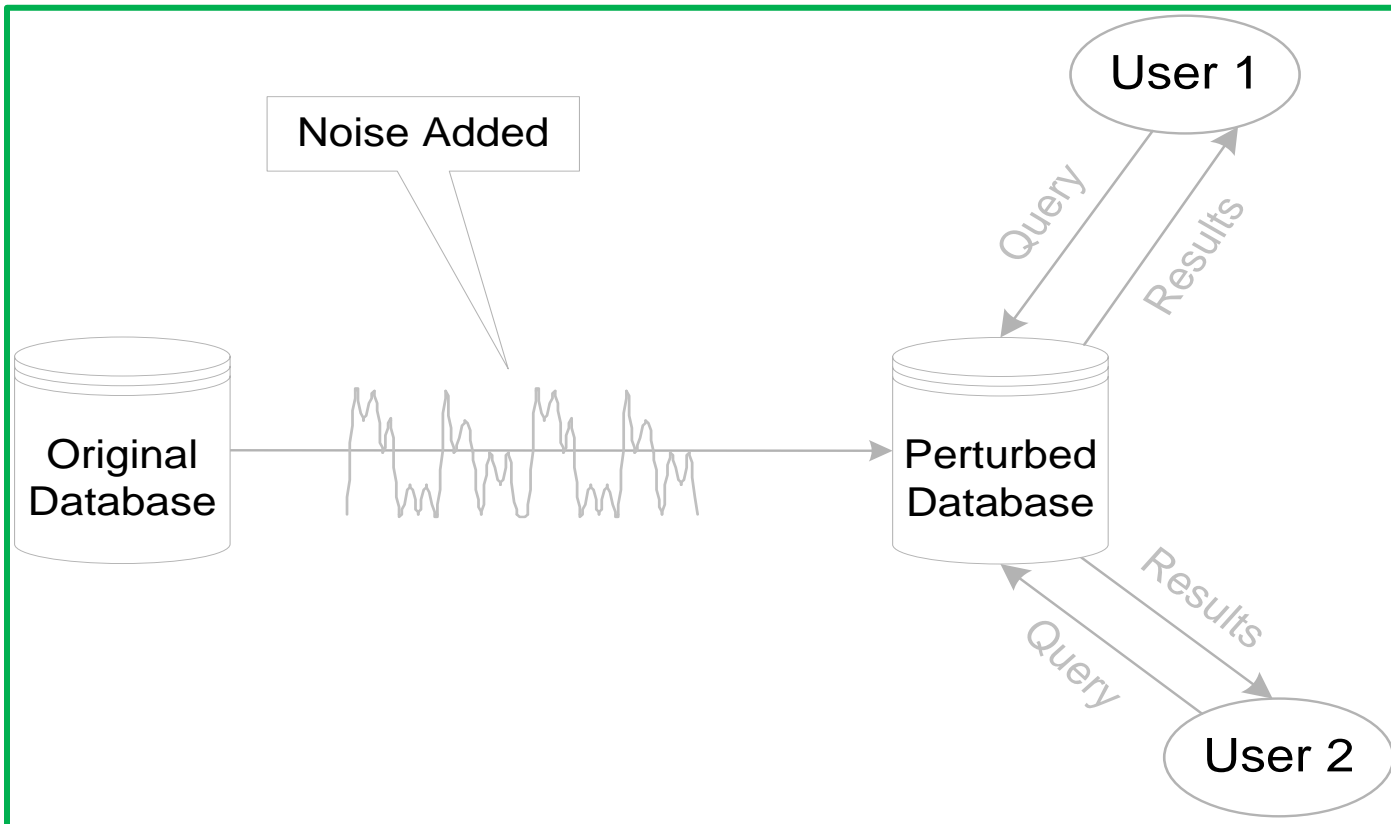 User 1
Noise Added
Query
Results
Original
Database
Perturbed
Database
Results
Query
User 2